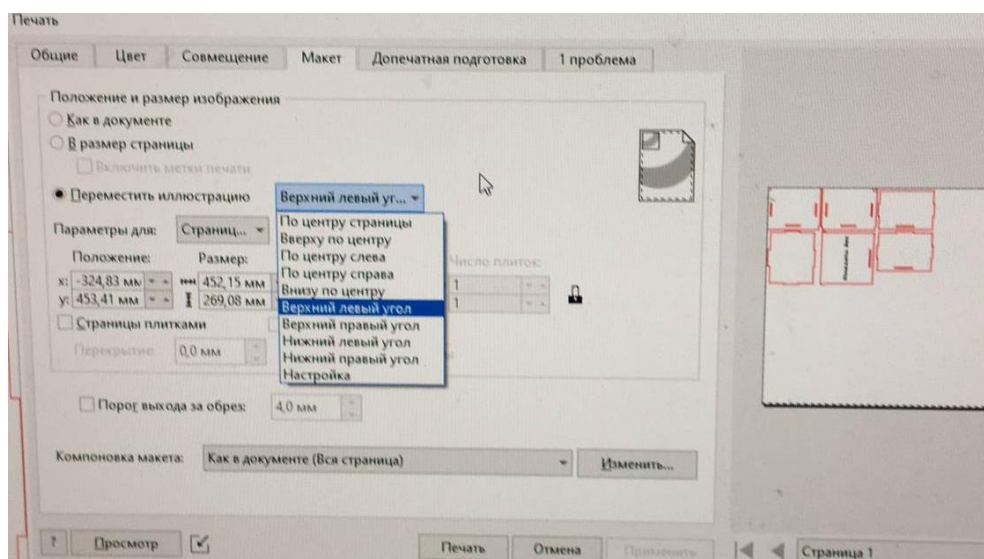 Печать
Общие Цвет Совмещение Макет Допечатная подготовка 1 проблема
Положение и размер изображения
Как в документе
В размер страницы
Включить метки печати
Переместить иллюстрацию Верхний левый уг...
По центру страницы
Вверху по центру
По центру слева
По центру справа
Внизу по центру
Верхний левый угол
Верхний правый угол
Нижний левый угол
Нижний правый угол
Настройка
Параметры для: Страниц...
Положение: Размер: Число плиток:
x: -324,83 мм 452,15 мм 1
y: 453,41 мм 269,08 мм 1
Страницы плитками
Перекрытие: 0,0 мм
Порог выхода за обрез: 4,0 мм
Компоновка макета: Как в документе (Вся страница) Изменить...
? Просмотр Печать Отмена Применить Страница 1